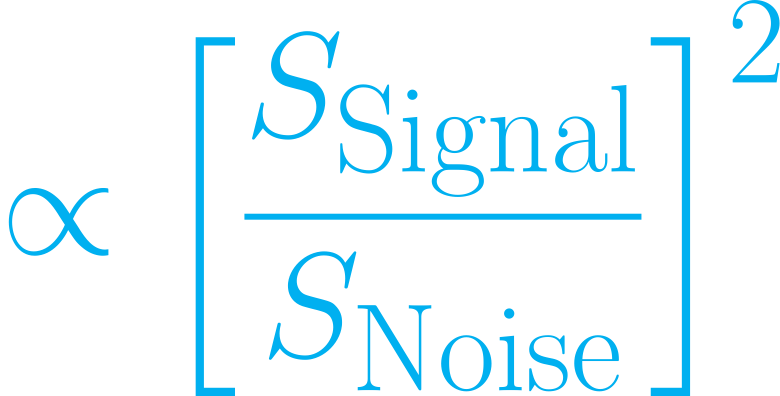 ∝ [S_Signal / S_Noise]^2